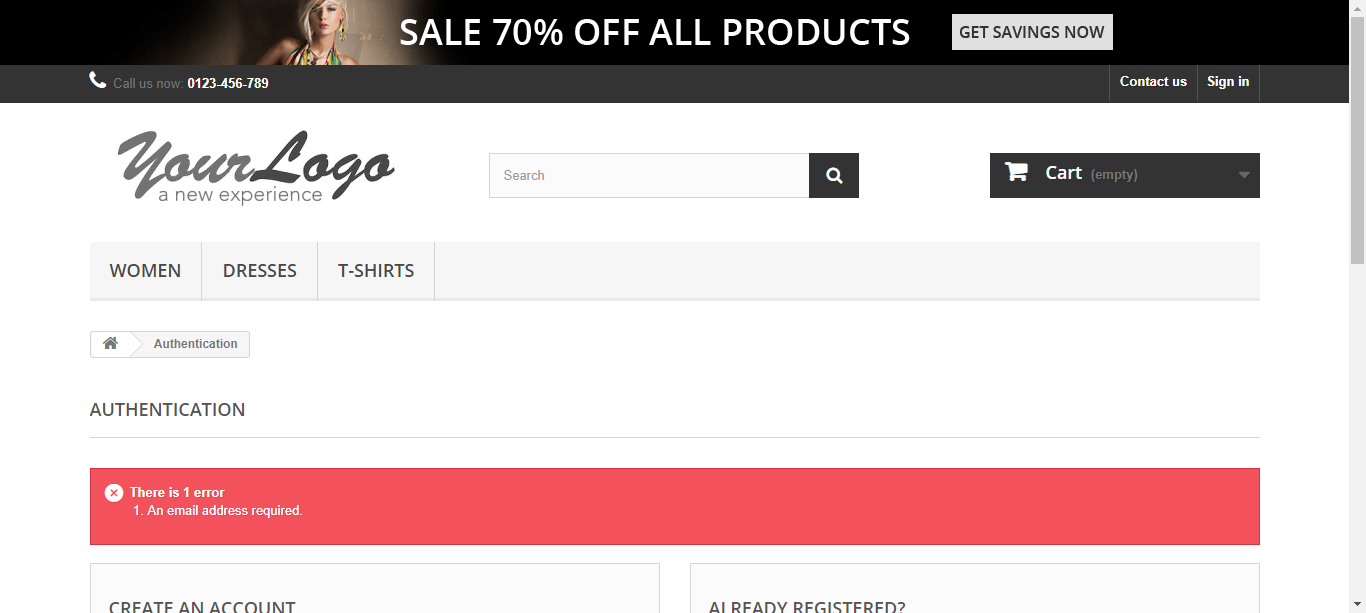 SALE 70% OFF ALL PRODUCTS
GET SAVINGS NOW
Call us now: 0123-456-789
Contact us
Sign in
Your Logo
a new experience
Search
Cart (empty)
WOMEN
DRESSES
T-SHIRTS
Authentication
AUTHENTICATION
There is 1 error
1. An email address required.
CREATE AN ACCOUNT
ALREADY REGISTERED?